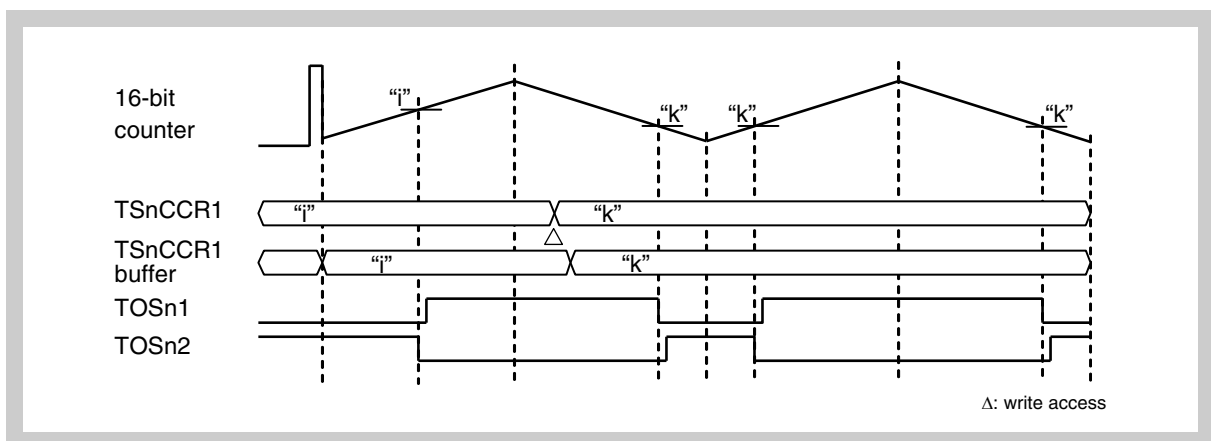 16-bit
counter
“i”
“k”
“k”
“k”
TSnCCR1
“i”
“k”
TSnCCR1
buffer
“i”
“k”
TOSn1
TOSn2
Δ
Δ: write access